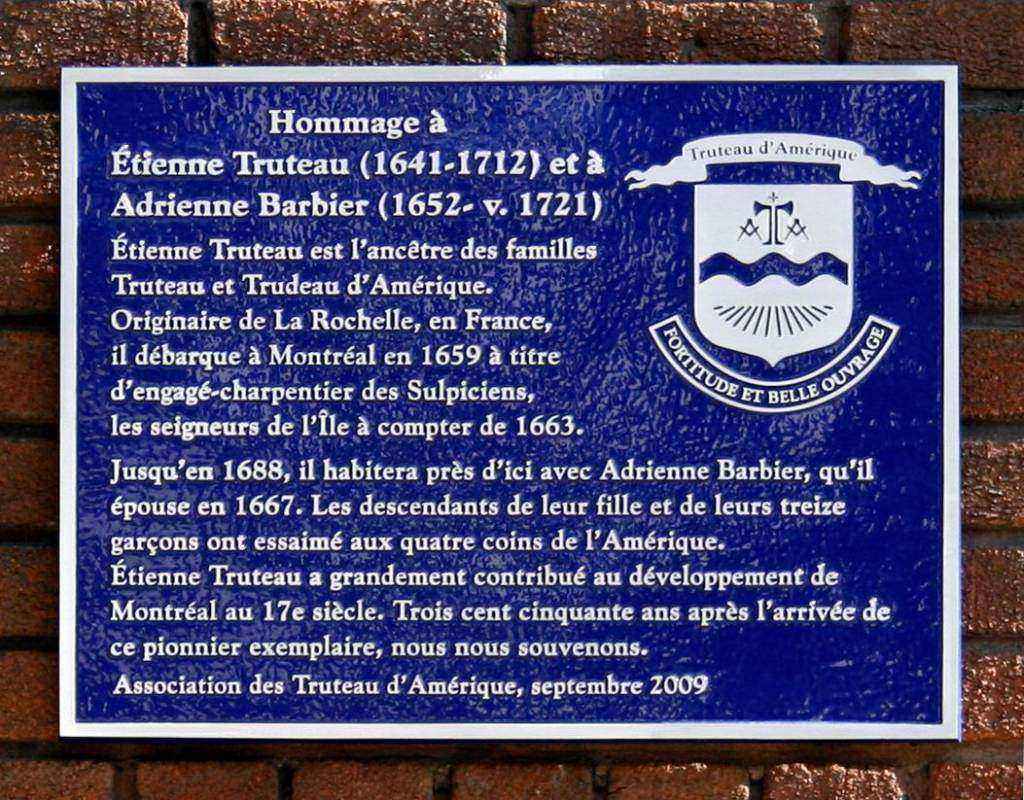 Hommage à
Étienne Truteau (1641-1712) et à
Adrienne Barbier (1652- v. 1721)
Étienne Truteau est l'ancêtre des familles
Truteau et Trudeau d'Amérique.
Originaire de La Rochelle, en France,
il débarque à Montréal en 1659 à titre
d'engagé-charpentier des Sulpiciens,
les seigneurs de l'Île à compter de 1663.
Jusqu'en 1688, il habitera près d'ici avec Adrienne Barbier, qu'il
épouse en 1667. Les descendants de leur fille et de leurs treize
garçons ont essaimé aux quatre coins de l'Amérique.
Étienne Truteau a grandement contribué au développement de
Montréal au 17e siècle. Trois cent cinquante ans après l'arrivée de
ce pionnier exemplaire, nous nous souvenons.
Association des Truteau d'Amérique, septembre 2009
Truteau d'Amérique
FORTITUDE ET BELLE OUVRAGE